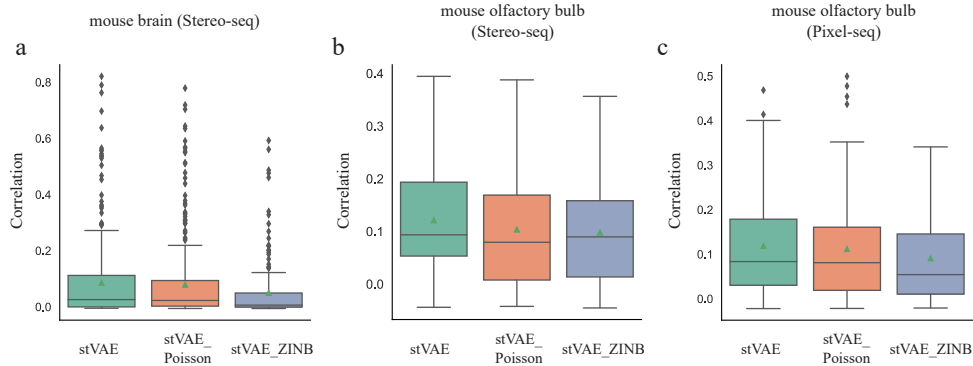 a
mouse brain (Stereo-seq)
Correlation
0.8
0.6
0.4
0.2
0.0
stVAE
stVAE_
Poisson
stVAE_ZINB
b
mouse olfactory bulb
(Stereo-seq)
Correlation
0.4
0.3
0.2
0.1
0.0
stVAE
stVAE_
Poisson
stVAE_ZINB
c
mouse olfactory bulb
(Pixel-seq)
Correlation
0.5
0.4
0.3
0.2
0.1
0.0
stVAE
stVAE_
Poisson
stVAE_ZINB